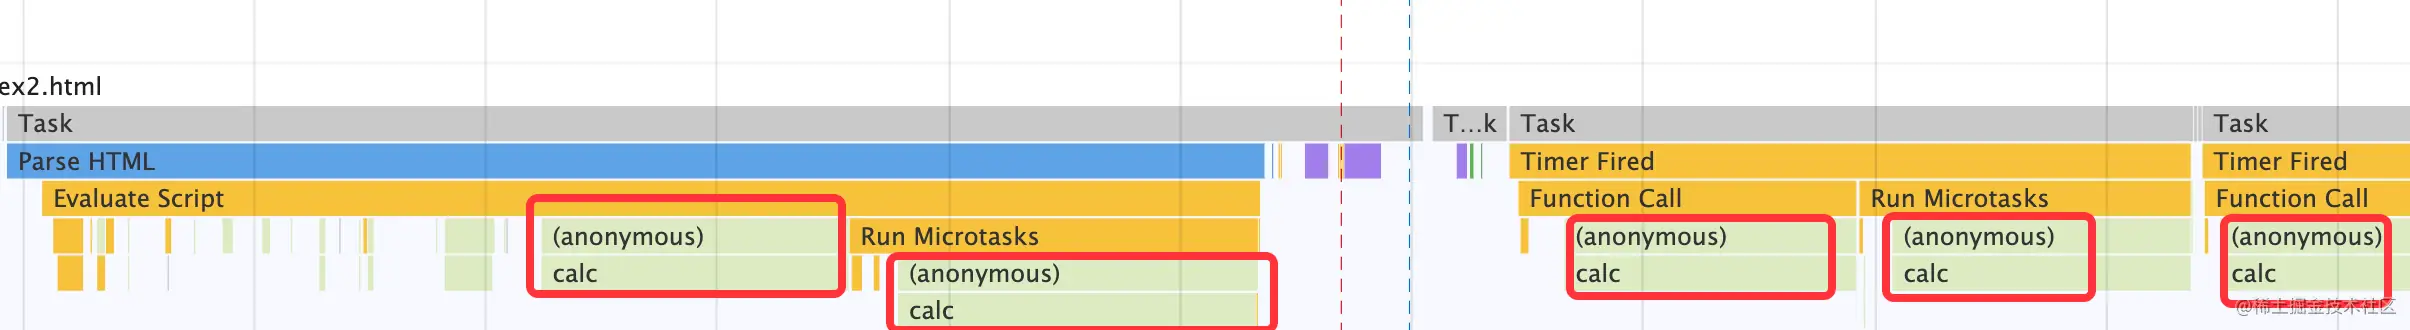 ex2.html
Task T...k Task Task
Parse HTML Timer Fired Timer Fired
Evaluate Script Function Call Run Microtasks Function Call
(anonymous) Run Microtasks (anonymous) (anonymous) (anonymous)
calc (anonymous) calc calc calc
calc
@稀土掘金技术社区